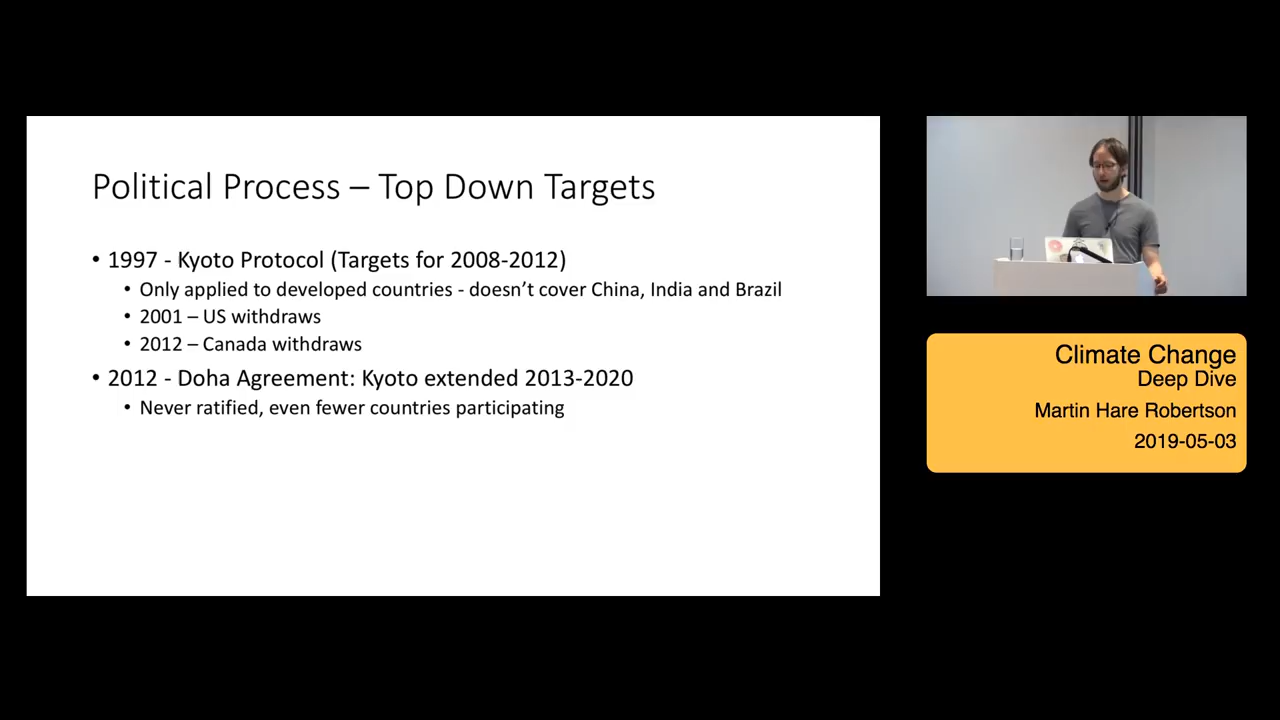 Political Process – Top Down Targets
• 1997 - Kyoto Protocol (Targets for 2008-2012)
• Only applied to developed countries - doesn’t cover China, India and Brazil
• 2001 – US withdraws
• 2012 – Canada withdraws
• 2012 - Doha Agreement: Kyoto extended 2013-2020
• Never ratified, even fewer countries participating
Climate Change
Deep Dive
Martin Hare Robertson
2019-05-03